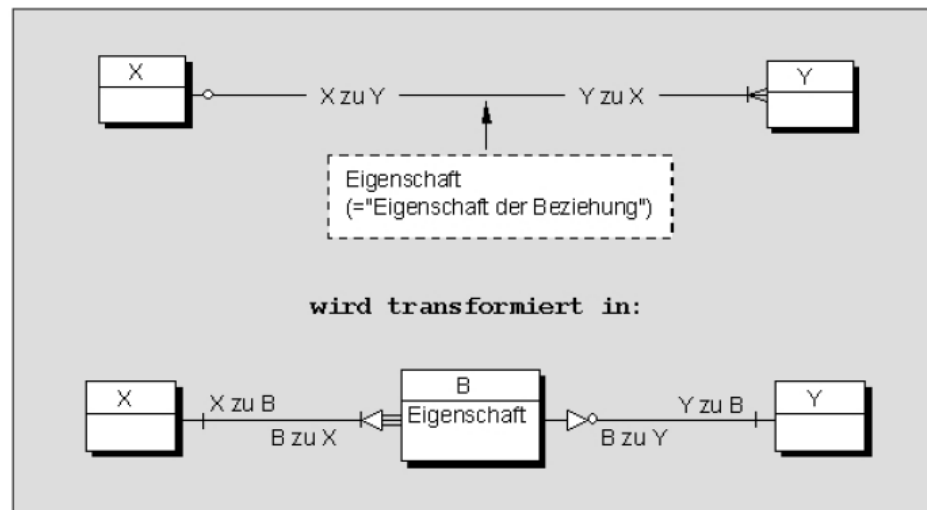 X
Y
X zu Y
Y zu X
Eigenschaft
(="Eigenschaft der Beziehung")
wird transformiert in:
X
X zu B
B zu X
B
Eigenschaft
Y zu B
B zu Y
Y